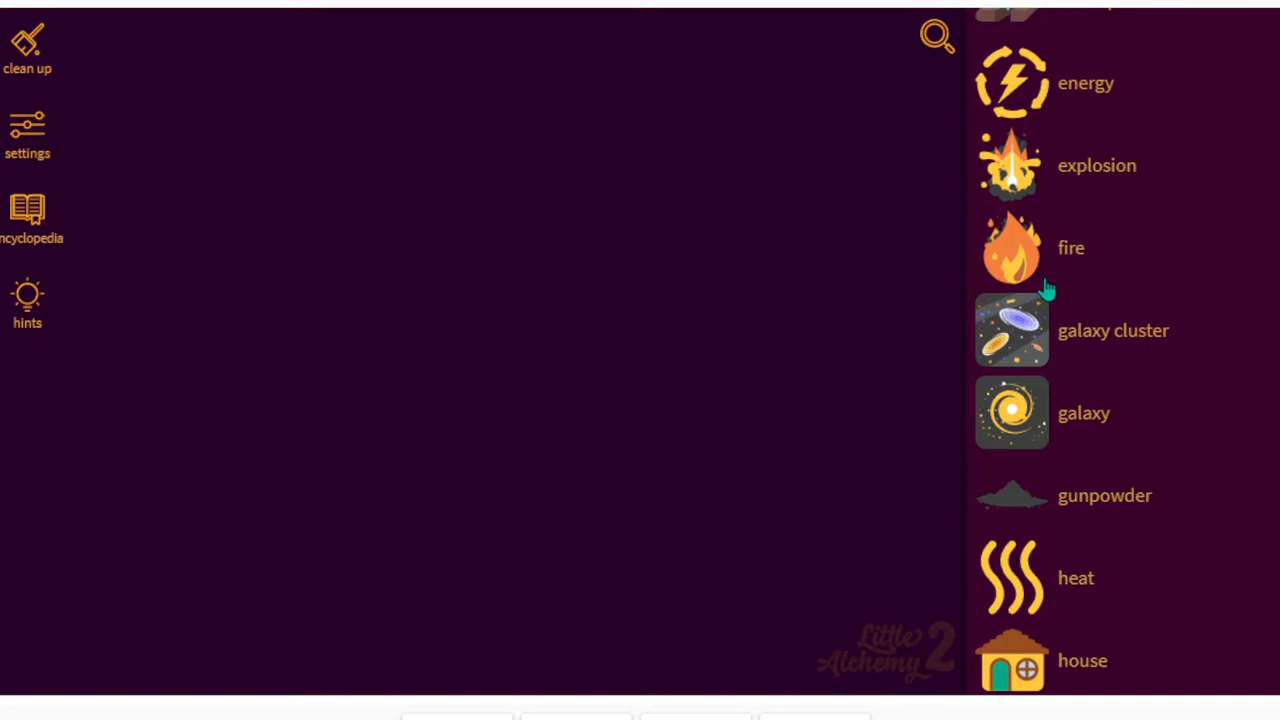 clean up
settings
ncyclopedia
hints
energy
explosion
fire
galaxy cluster
galaxy
gunpowder
heat
house
Little
Alchemy 2